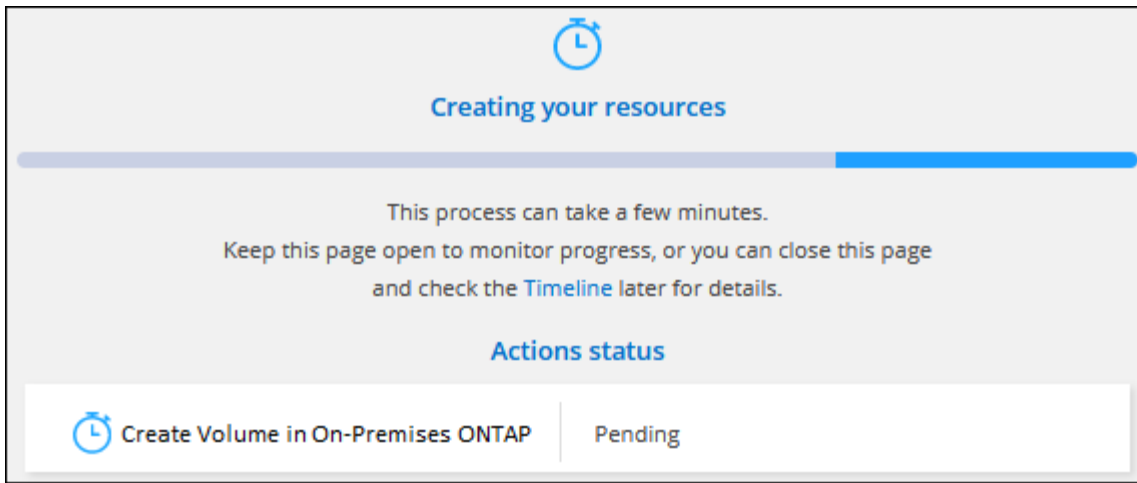 Creating your resources
This process can take a few minutes.
Keep this page open to monitor progress, or you can close this page
and check the Timeline later for details.
Actions status
Create Volume in On-Premises ONTAP Pending